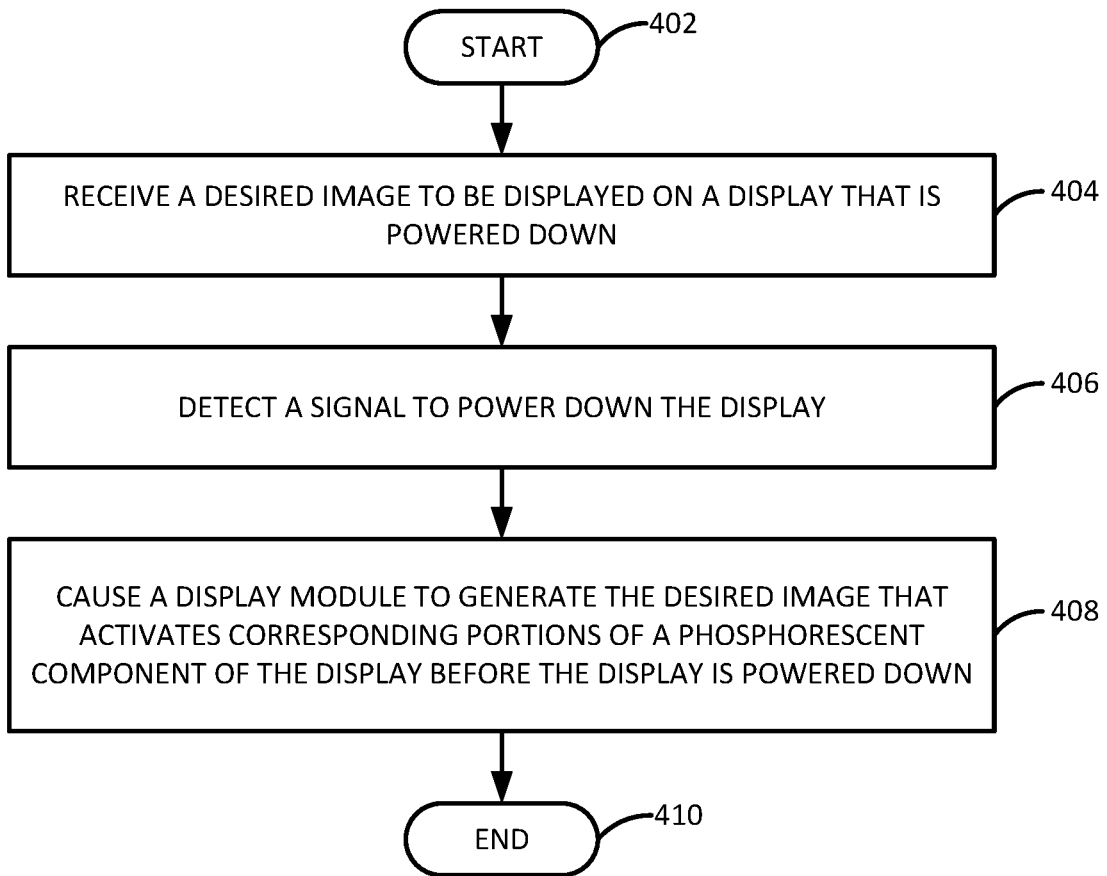 START
402
RECEIVE A DESIRED IMAGE TO BE DISPLAYED ON A DISPLAY THAT IS
POWERED DOWN
404
DETECT A SIGNAL TO POWER DOWN THE DISPLAY
406
CAUSE A DISPLAY MODULE TO GENERATE THE DESIRED IMAGE THAT
ACTIVATES CORRESPONDING PORTIONS OF A PHOSPHORESCENT
COMPONENT OF THE DISPLAY BEFORE THE DISPLAY IS POWERED DOWN
408
END
410